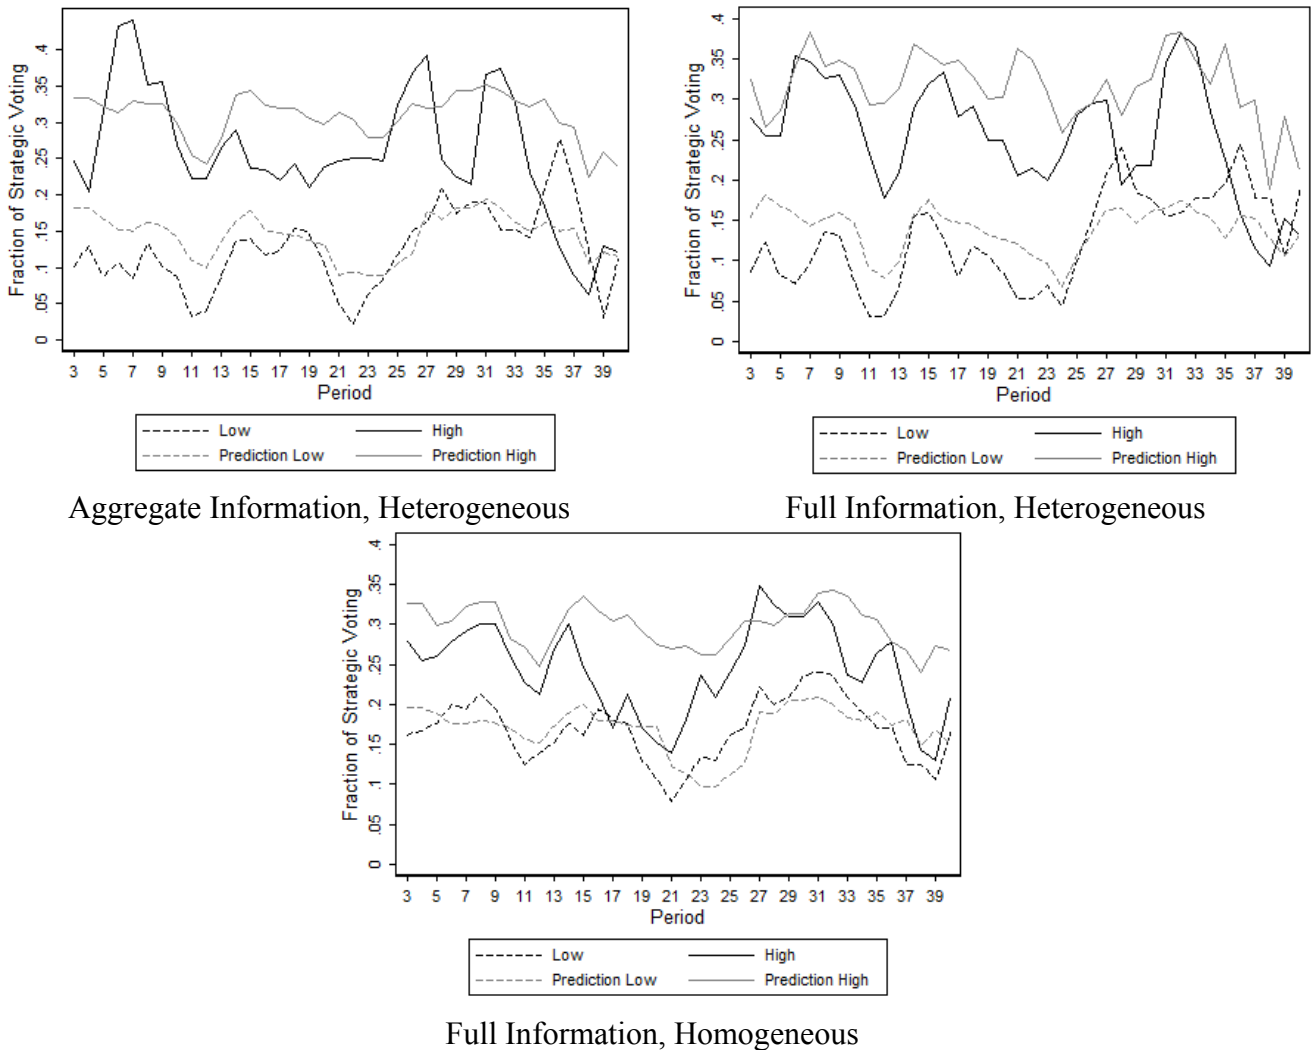 Fraction of Strategic Voting
0 .05 .1 .15 .2 .25 .3 .35 .4
3 5 7 9 11 13 15 17 19 21 23 25 27 29 31 33 35 37 39
Period
Low High
Prediction Low Prediction High
Aggregate Information, Heterogeneous
Fraction of Strategic Voting
0 .05 .1 .15 .2 .25 .3 .35 .4
3 5 7 9 11 13 15 17 19 21 23 25 27 29 31 33 35 37 39
Period
Low High
Prediction Low Prediction High
Full Information, Heterogeneous
Fraction of Strategic Voting
0 .05 .1 .15 .2 .25 .3 .35 .4
3 5 7 9 11 13 15 17 19 21 23 25 27 29 31 33 35 37 39
Period
Low High
Prediction Low Prediction High
Full Information, Homogeneous